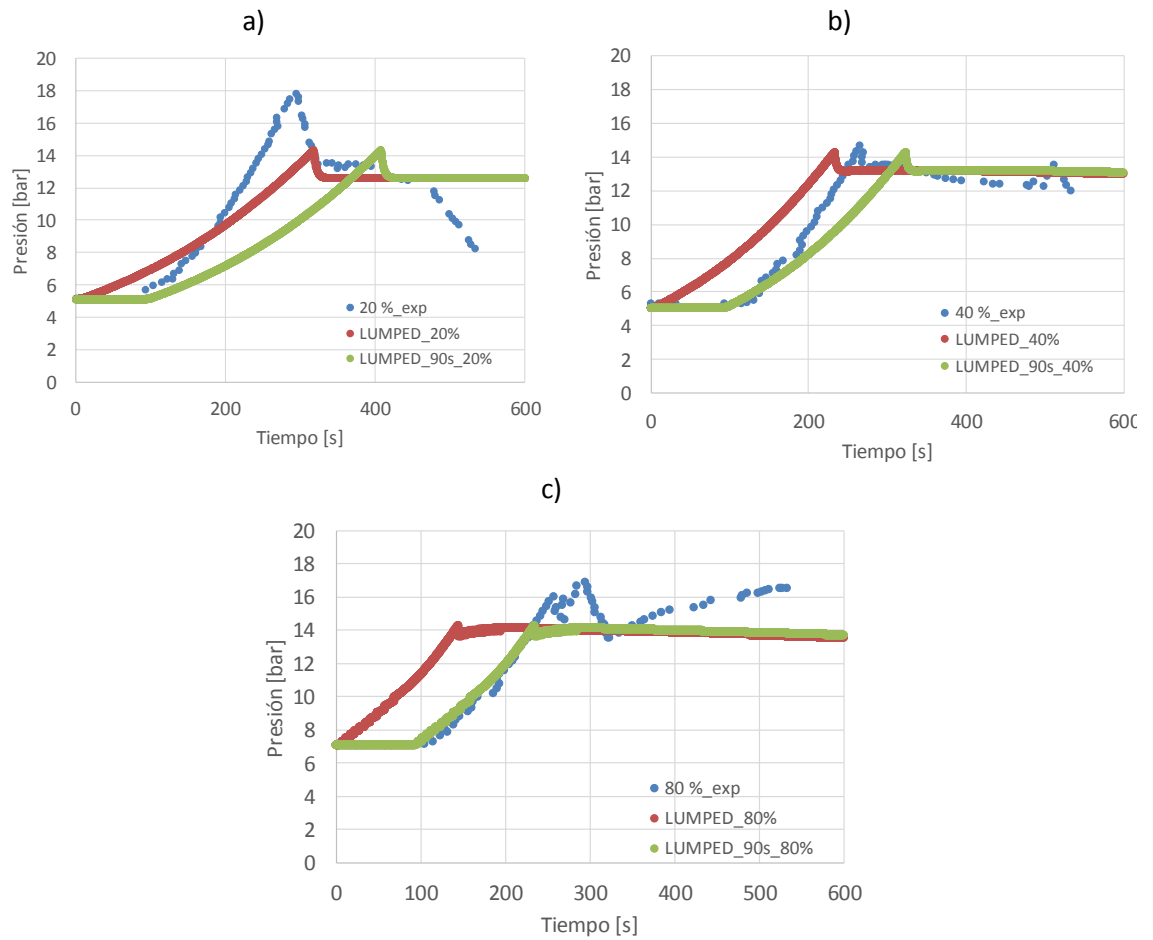 a)
20
18
16
14
12
10
8
6
4
2
0
Presión [bar]
0 200 400 600
Tiempo [s]
20 %_exp
LUMPED_20%
LUMPED_90s_20%
b)
20
18
16
14
12
10
8
6
4
2
0
Presión [bar]
0 200 400 600
Tiempo [s]
40 %_exp
LUMPED_40%
LUMPED_90s_40%
c)
20
18
16
14
12
10
8
6
4
2
0
Presión [bar]
0 100 200 300 400 500 600
Tiempo [s]
80 %_exp
LUMPED_80%
LUMPED_90s_80%